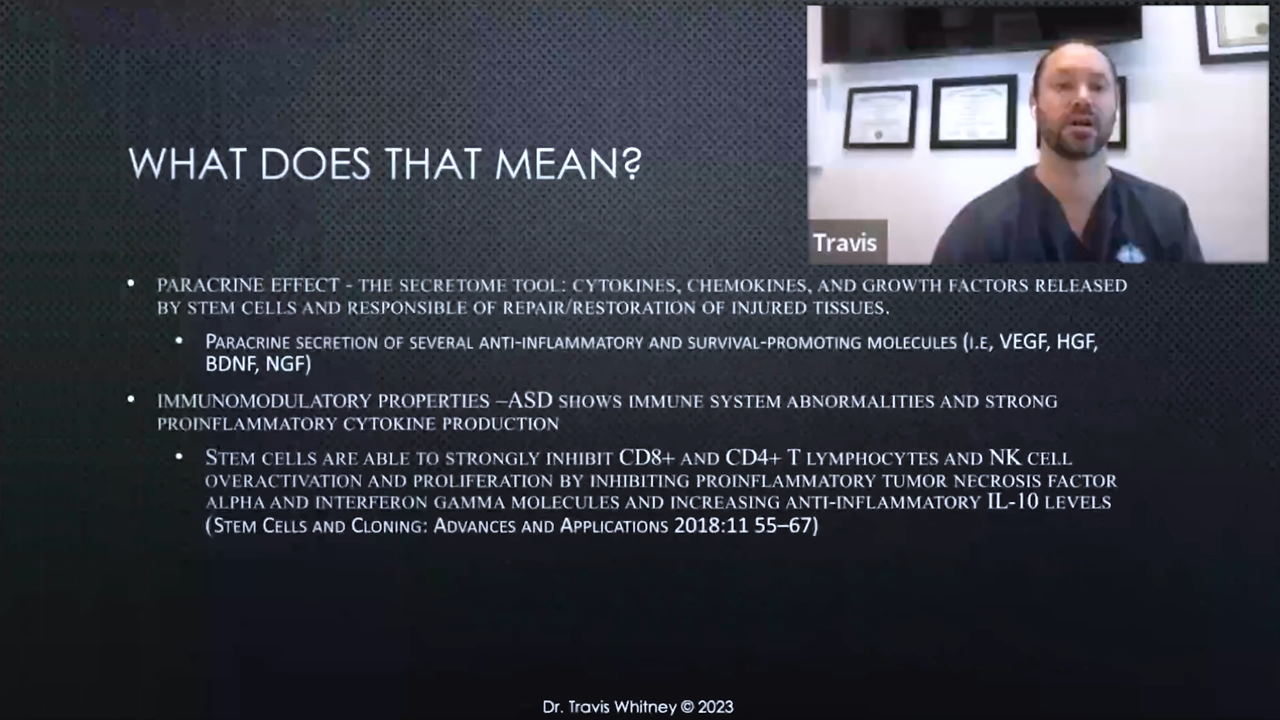 WHAT DOES THAT MEAN?
Travis
• PARACRINE EFFECT - THE SECRETOME TOOL: CYTOKINES, CHEMOKINES, AND GROWTH FACTORS RELEASED
BY STEM CELLS AND RESPONSIBLE OF REPAIR/RESTORATION OF INJURED TISSUES.
• PARACRINE SECRETION OF SEVERAL ANTI-INFLAMMATORY AND SURVIVAL-PROMOTING MOLECULES (I.E, VEGF, HGF,
BDNF, NGF)
• IMMUNOMODULATORY PROPERTIES –ASD SHOWS IMMUNE SYSTEM ABNORMALITIES AND STRONG
PROINFLAMMATORY CYTOKINE PRODUCTION
• STEM CELLS ARE ABLE TO STRONGLY INHIBIT CD8+ AND CD4+ T LYMPHOCYTES AND NK CELL
OVERACTIVATION AND PROLIFERATION BY INHIBITING PROINFLAMMATORY TUMOR NECROSIS FACTOR
ALPHA AND INTERFERON GAMMA MOLECULES AND INCREASING ANTI-INFLAMMATORY IL-10 LEVELS
(STEM CELLS AND CLONING: ADVANCES AND APPLICATIONS 2018:11 55–67)
Dr. Travis Whitney © 2023